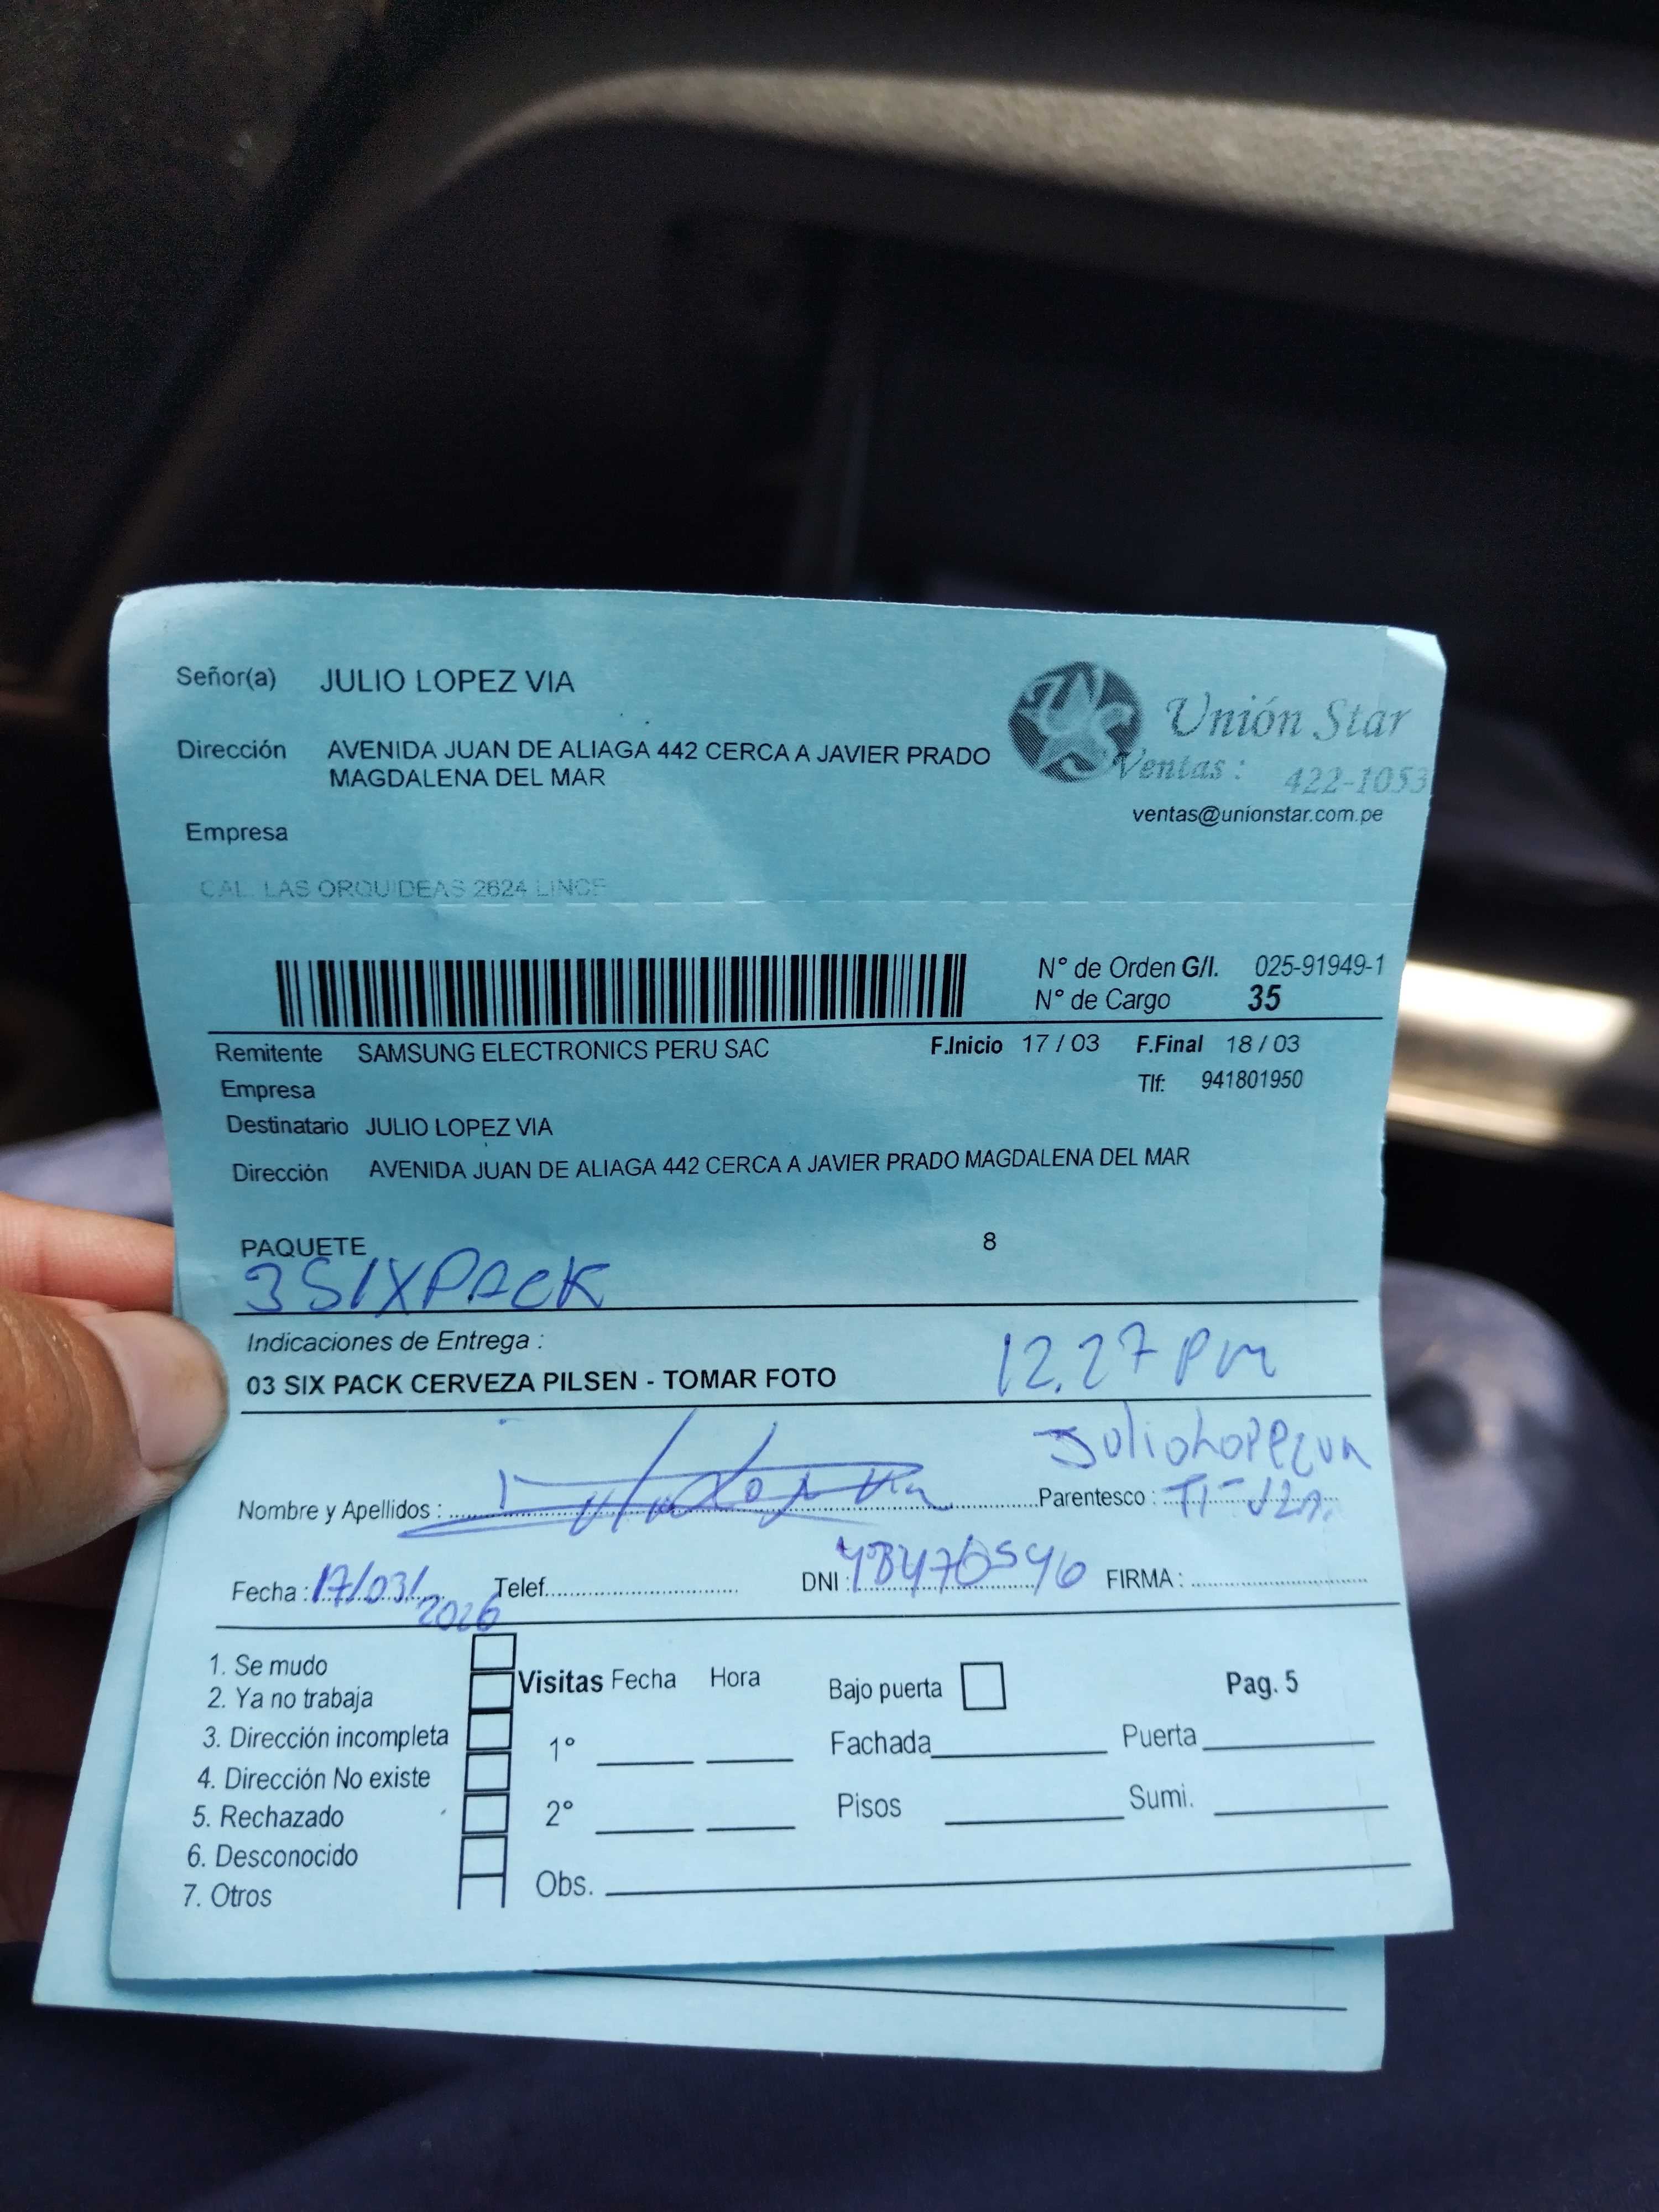 Señor(a) JULIO LOPEZ VIA
Unión Star
Dirección AVENIDA JUAN DE ALIAGA 442 CERCA A JAVIER PRADO
MAGDALENA DEL MAR
Ventas : 422-1053
ventas@unionstar.com.pe
Empresa
CAL. LAS ORQUIDEAS 2624 LINCE
N° de Orden G/I. 025-91949-1
N° de Cargo 35
Remitente SAMSUNG ELECTRONICS PERU SAC F.Inicio 17 / 03 F.Final 18 / 03
Empresa Tlf: 941801950
Destinatario JULIO LOPEZ VIA
Dirección AVENIDA JUAN DE ALIAGA 442 CERCA A JAVIER PRADO MAGDALENA DEL MAR
PAQUETE 8
3 SIXPACK
Indicaciones de Entrega :
12.27 pm
03 SIX PACK CERVEZA PILSEN - TOMAR FOTO
Julio Lopez
Nombre y Apellidos : Parentesco :
Fecha : 17/03/2026 Telef. DNI : FIRMA :
1. Se mudo
2. Ya no trabaja
3. Dirección incompleta
4. Dirección No existe
5. Rechazado
6. Desconocido
7. Otros
Visitas Fecha Hora
1°
2°
Obs.
Bajo puerta Pag. 5
Fachada Puerta
Pisos Sumi.